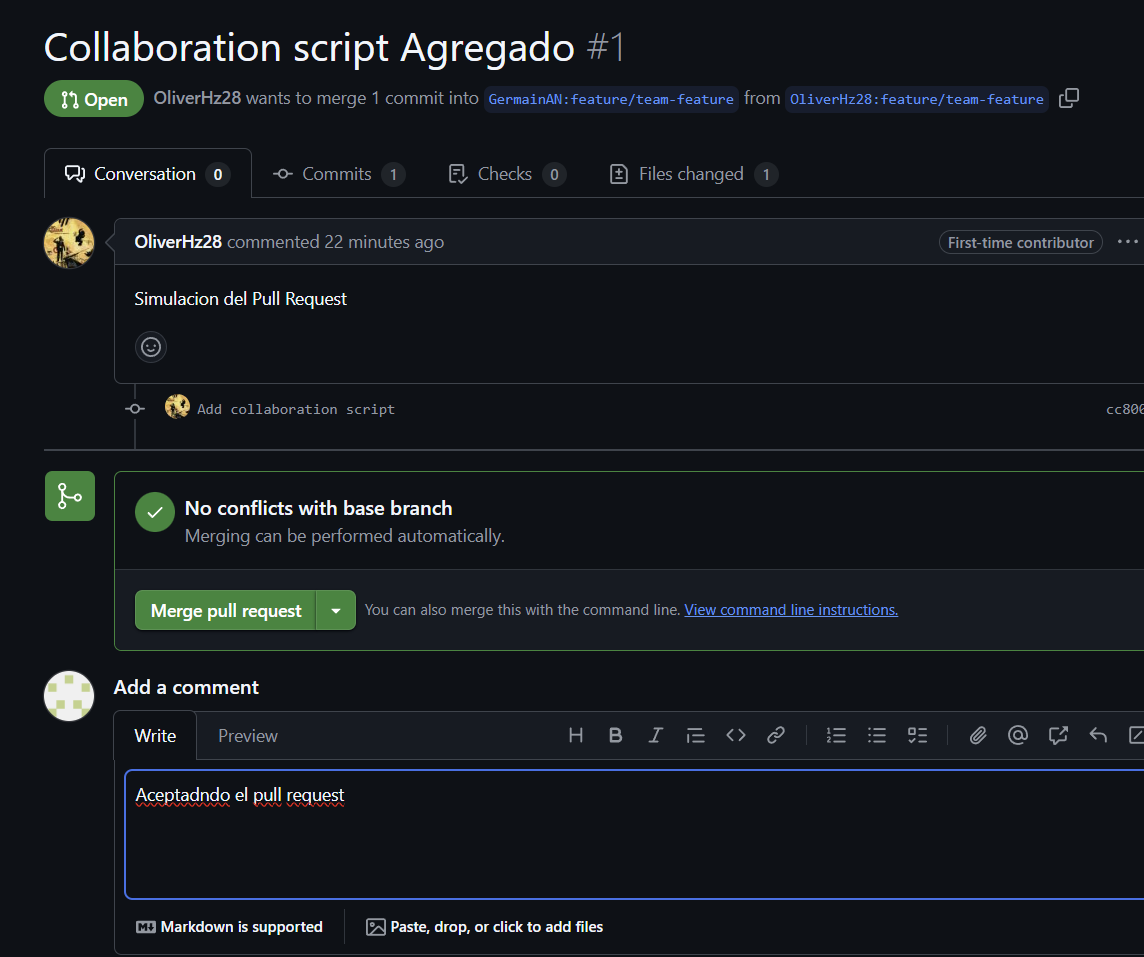 Collaboration script Agregado #1
Open OliverHz28 wants to merge 1 commit into GermainAN:feature/team-feature from OliverHz28:feature/team-feature
Conversation 0 Commits 1 Checks 0 Files changed 1
OliverHz28 commented 22 minutes ago First-time contributor
Simulacion del Pull Request
Add collaboration script cc800
No conflicts with base branch
Merging can be performed automatically.
Merge pull request You can also merge this with the command line. View command line instructions.
Add a comment
Write Preview
Aceptadndo el pull request
Markdown is supported Paste, drop, or click to add files